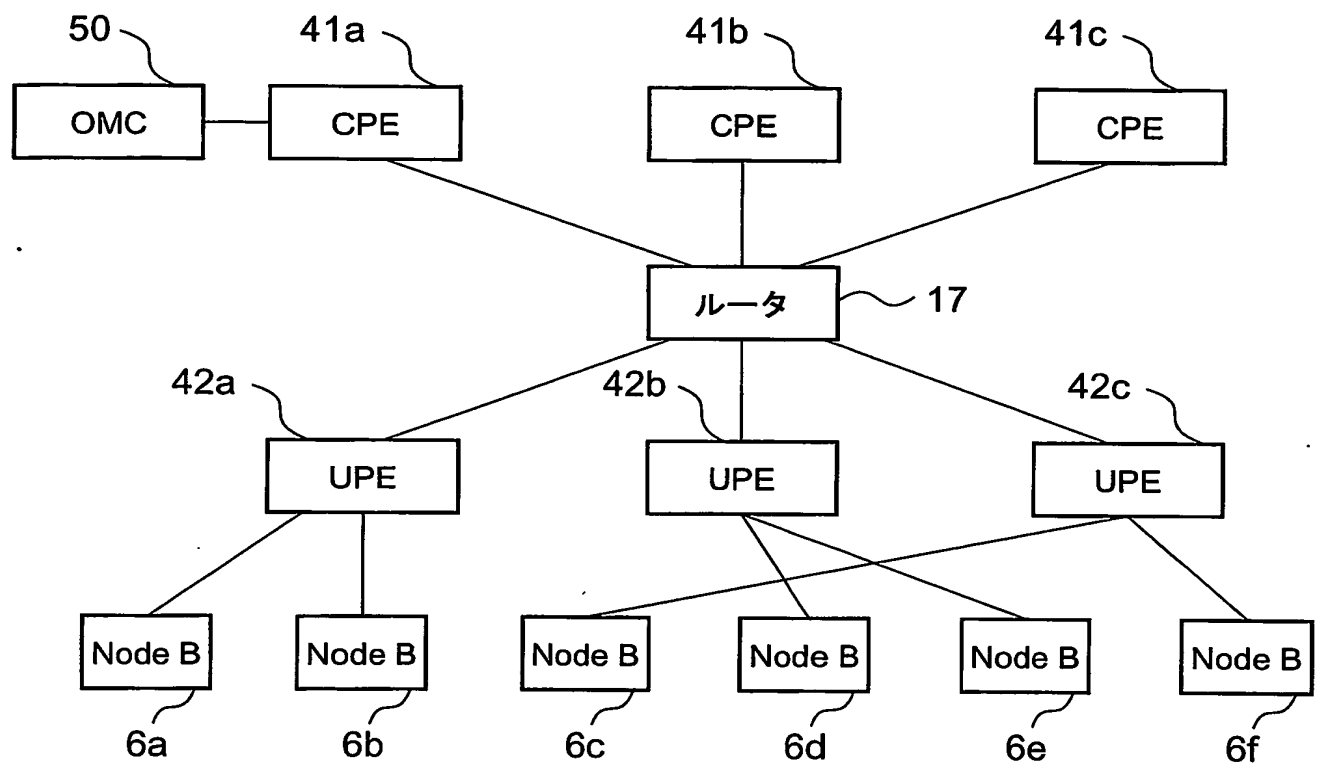 50 41a 41b 41c
OMC CPE CPE CPE
ルータ 17
42a 42b 42c
UPE UPE UPE
Node B Node B Node B Node B Node B Node B
6a 6b 6c 6d 6e 6f